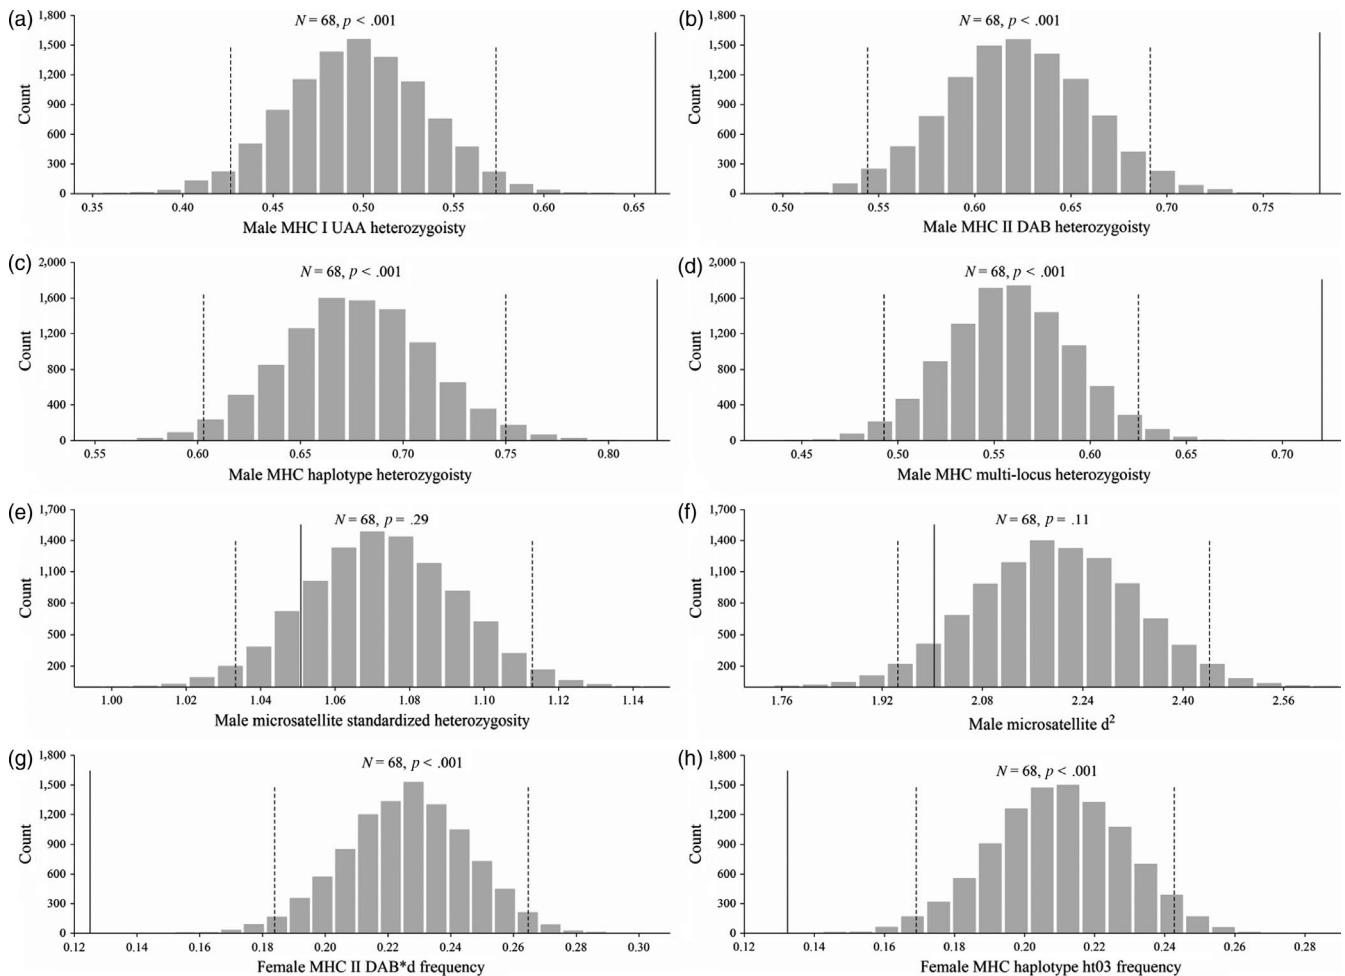 (a)
N = 68, p < .001
Count
1,800
1,500
1,200
900
600
300
0
0.35 0.40 0.45 0.50 0.55 0.60 0.65
Male MHC I UAA heterozygoisty
(b)
N = 68, p < .001
Count
1,800
1,500
1,200
900
600
300
0
0.50 0.55 0.60 0.65 0.70 0.75
Male MHC II DAB heterozygoisty
(c)
N = 68, p < .001
Count
2,000
1,600
1,200
800
400
0
0.55 0.60 0.65 0.70 0.75 0.80
Male MHC haplotype heterozygoisty
(d)
N = 68, p < .001
Count
2,000
1,600
1,200
800
400
0
0.45 0.50 0.55 0.60 0.65 0.70
Male MHC multi-locus heterozygoisty
(e)
N = 68, p = .29
Count
1,700
1,400
1,100
800
500
200
1.00 1.02 1.04 1.06 1.08 1.10 1.12 1.14
Male microsatellite standardized heterozygosity
(f)
N = 68, p = .11
Count
1,700
1,400
1,100
800
500
200
1.76 1.92 2.08 2.24 2.40 2.56
Male microsatellite d²
(g)
N = 68, p < .001
Count
1,800
1,500
1,200
900
600
300
0
0.12 0.16 0.18 0.20 0.22 0.24 0.26 0.30
Female MHC II DAB*d frequency
(h)
N = 68, p < .001
Count
1,800
1,500
1,200
900
600
300
0
0.12 0.16 0.20 0.24 0.28
Female MHC haplotype ht03 frequency